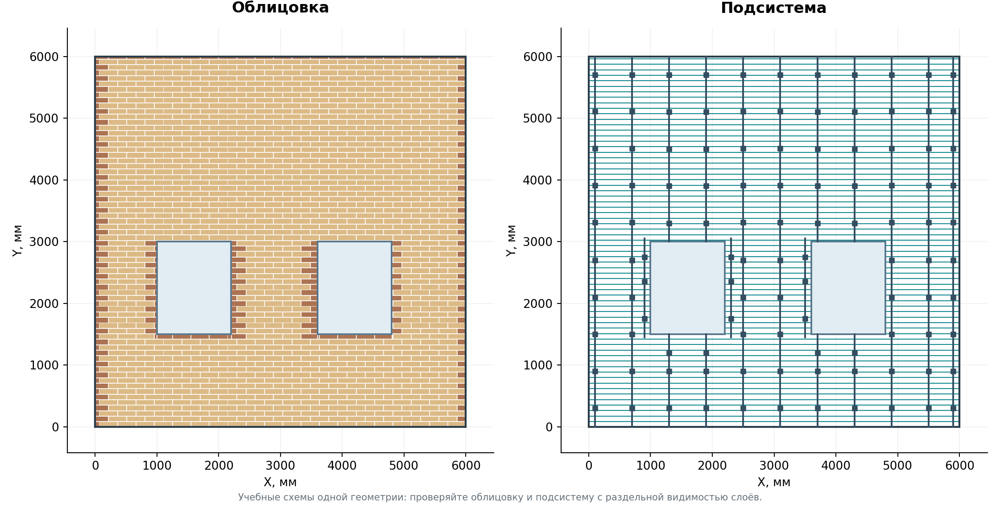 Облицовка
Подсистема
6000
5000
4000
3000
2000
1000
0
Y, мм
0 1000 2000 3000 4000 5000 6000
X, мм
6000
5000
4000
3000
2000
1000
0
Y, мм
0 1000 2000 3000 4000 5000 6000
X, мм
Учебные схемы одной геометрии: проверяйте облицовку и подсистему с раздельной видимостью слоёв.